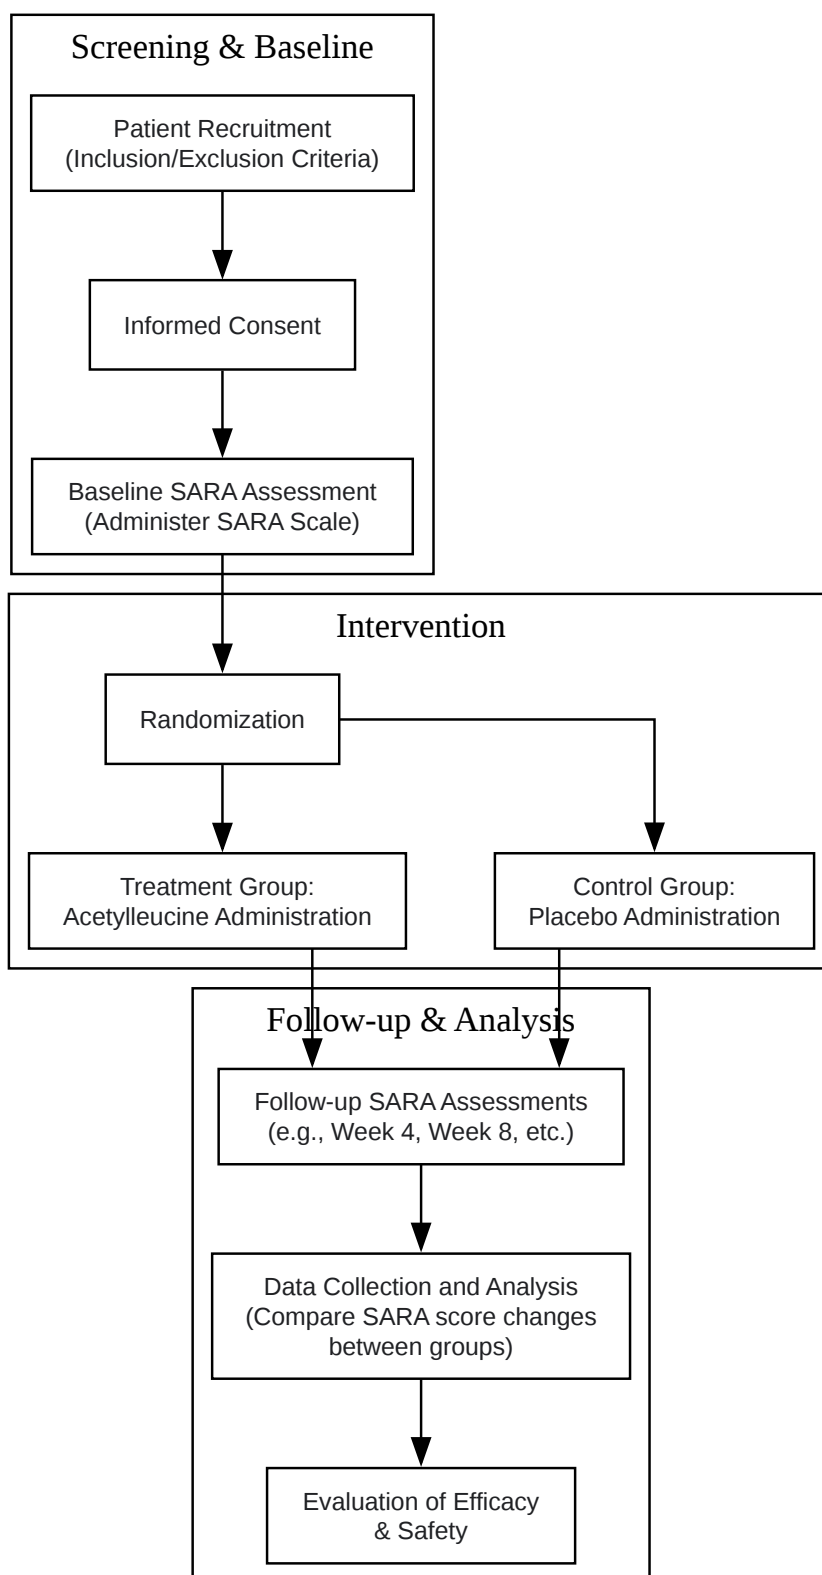 Screening & Baseline
Patient Recruitment
(Inclusion/Exclusion Criteria)
Informed Consent
Baseline SARA Assessment
(Administer SARA Scale)
Intervention
Randomization
Treatment Group:
Acetylleucine Administration
Control Group:
Placebo Administration
Follow-up & Analysis
Follow-up SARA Assessments
(e.g., Week 4, Week 8, etc.)
Data Collection and Analysis
(Compare SARA score changes
between groups)
Evaluation of Efficacy
& Safety